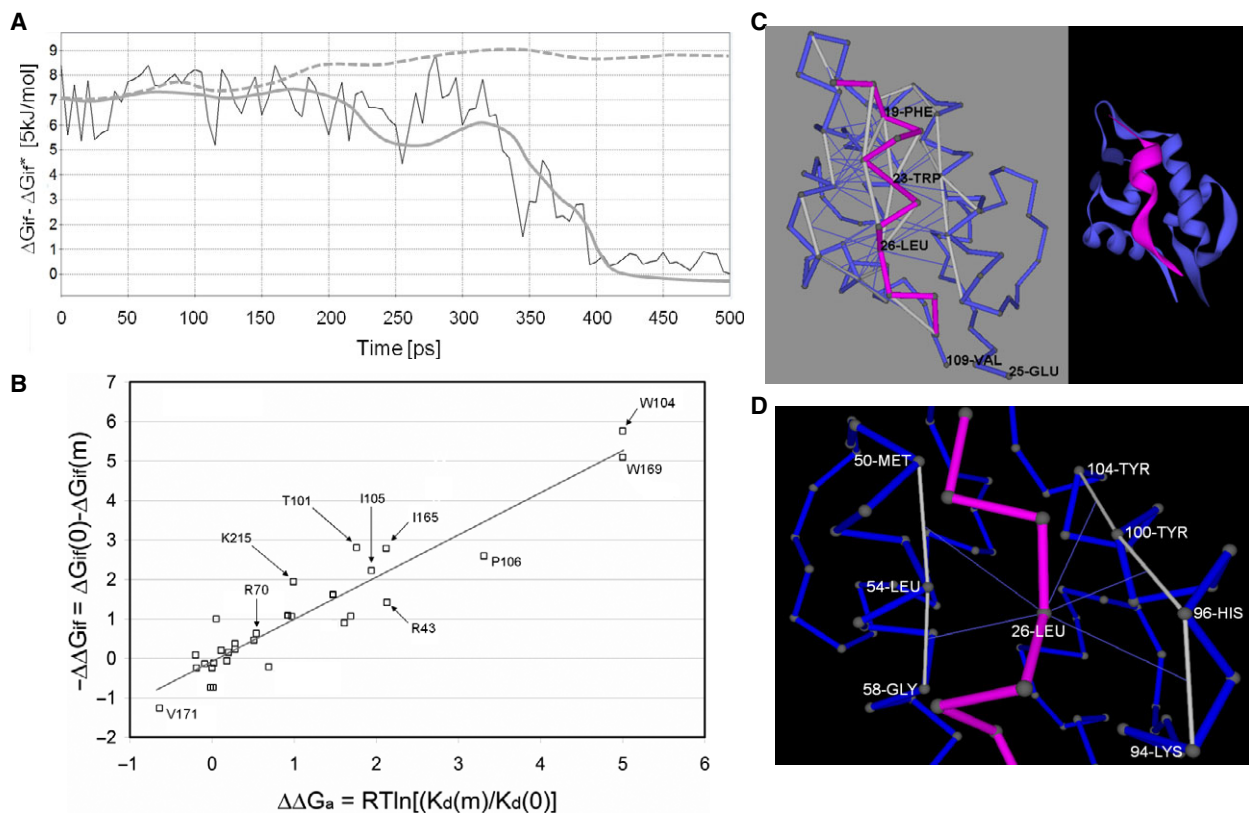 A
ΔGif- ΔGif* [5kJ/mol]
9
8
7
6
5
4
3
2
1
0
0 50 100 150 200 250 300 350 400 450 500
Time [ps]
B
−ΔΔGif = ΔGif(0)-ΔGif(m)
7
6
5
4
3
2
1
0
−1
−2
W104
W169
T101
I105
I165
K215
P106
R70
R43
V171
−1 0 1 2 3 4 5 6
ΔΔGa = RTln[(Kd(m)/Kd(0)]
C
19-PHE
23-TRP
26-LEU
109-VAL
25-GLU
D
50-MET
104-TYR
100-TYR
54-LEU
96-HIS
26-LEU
58-GLY
94-LYS